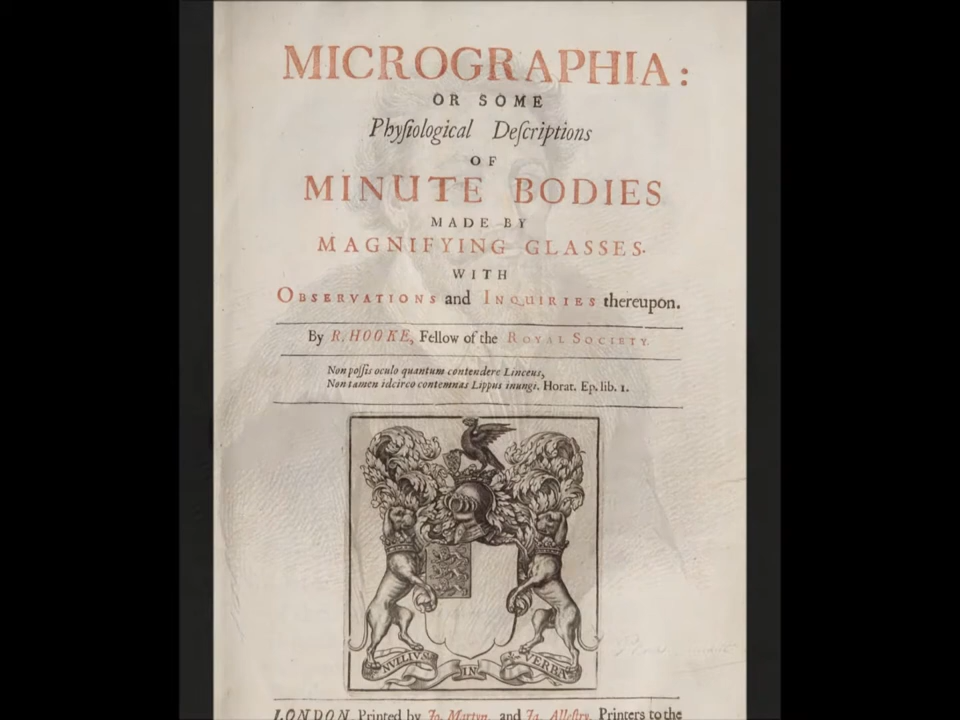 MICROGRAPHIA:
OR SOME
Phyſiological Deſcriptions
OF
MINUTE BODIES
MADE BY
MAGNIFYING GLASSES.
WITH
OBSERVATIONS and INQUIRIES thereupon.
By R. HOOKE, Fellow of the ROYAL SOCIETY.
Non poſſis oculo quantum contendere Linceus,
Non tamen idcirco contemnas Lippus inungi. Horat. Ep. lib. 1.
NVLLIVS IN VERBA
LONDON, Printed by Jo. Martyn, and Ja. Alleſtry, Printers to the